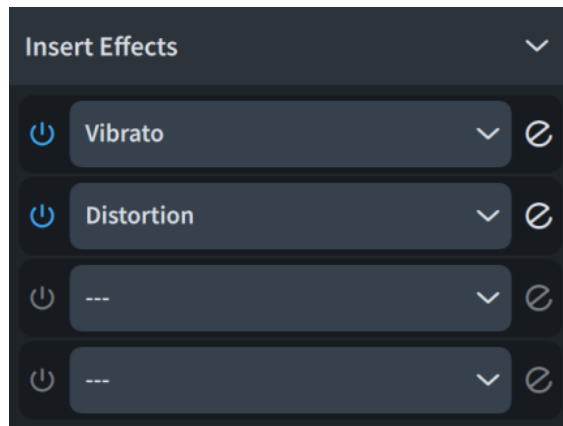 Insert Effects
Vibrato
Distortion
---
---